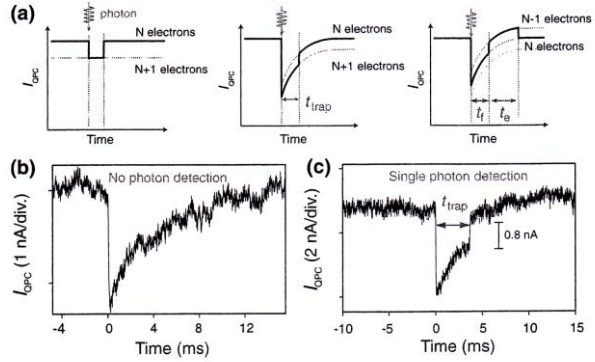 (a)
photon
N electrons
N+1 electrons
I_QPC
Time
N electrons
N+1 electrons
I_QPC
t_trap
Time
N-1 electrons
N electrons
I_QPC
t_f
t_e
Time
(b)
No photon detection
I_QPC (1 nA/div.)
-4 0 4 8 12
Time (ms)
(c)
Single photon detection
t_trap
0.8 nA
I_QPC (2 nA/div.)
-10 -5 0 5 10 15
Time (ms)